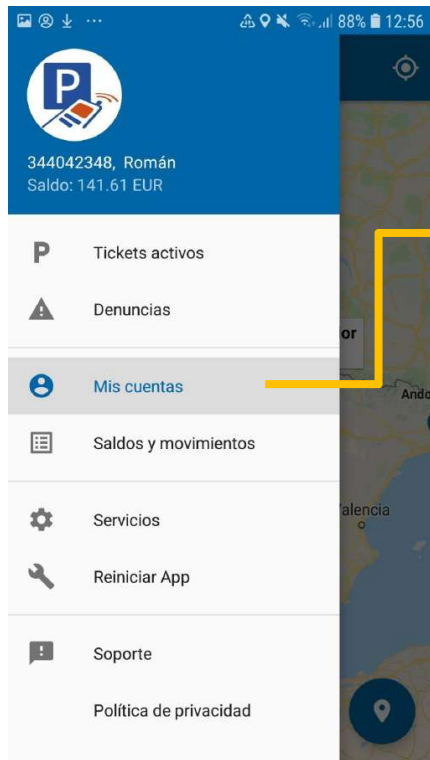 88% 12:56
P
344042348, Román
Saldo: 141.61 EUR
P Tickets activos
Denuncias
or
Mis cuentas
Ando
Saldos y movimientos
Servicios
alencia
Reiniciar App
Soporte
Política de privacidad